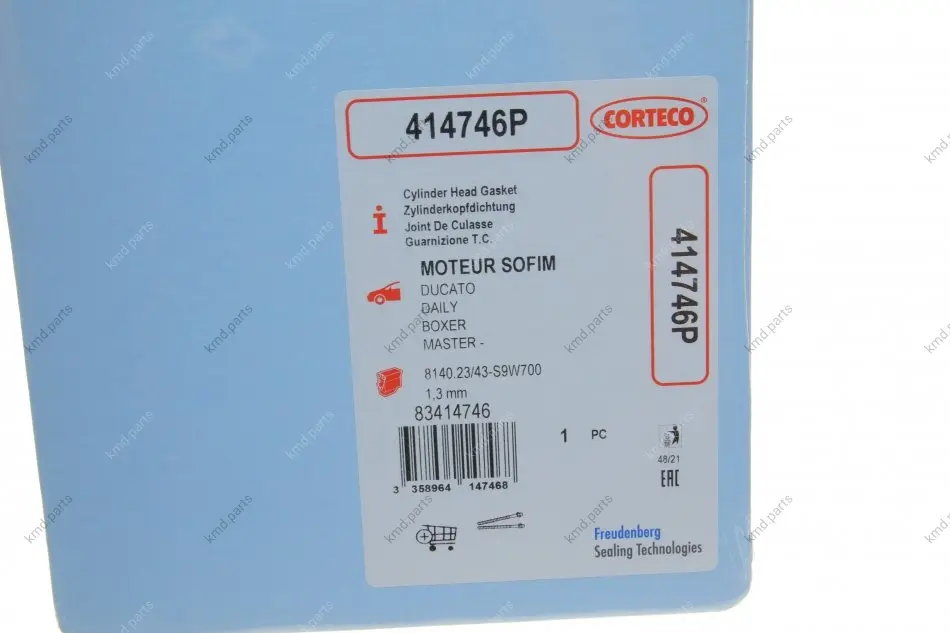 414746P
CORTECO®
Cylinder Head Gasket
Zylinderkopfdichtung
Joint De Culasse
Guarnizione T.C.
i
MOTEUR SOFIM
DUCATO
DAILY
BOXER
MASTER -
8140.23/43-S9W700
1,3 mm
83414746
3 358964 147468
1 PC
414746P
48/21
EAC
Freudenberg
Sealing Technologies
kmd.parts